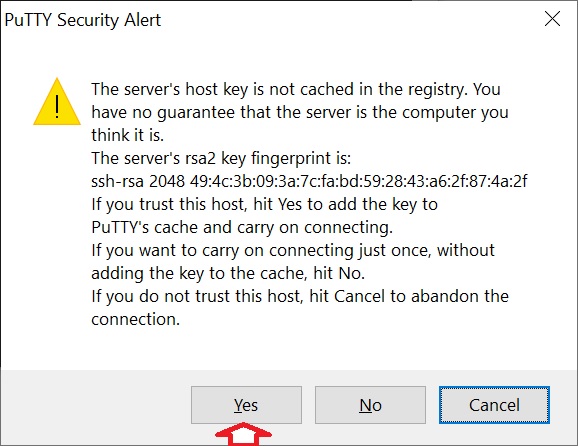 PuTTY Security Alert
The server's host key is not cached in the registry. You
have no guarantee that the server is the computer you
think it is.
The server's rsa2 key fingerprint is:
ssh-rsa 2048 49:4c:3b:09:3a:7c:fa:bd:59:28:43:a6:2f:87:4a:2f
If you trust this host, hit Yes to add the key to
PuTTY's cache and carry on connecting.
If you want to carry on connecting just once, without
adding the key to the cache, hit No.
If you do not trust this host, hit Cancel to abandon the
connection.
Yes No Cancel